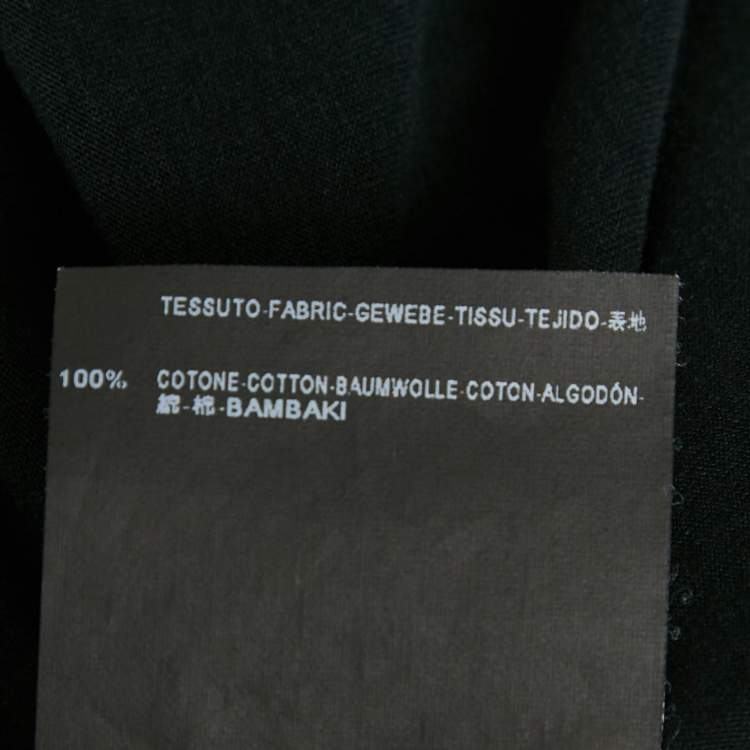 TESSUTO-FABRIC-GEWEBE-TISSU-TEJIDO-表地
100% COTONE-COTTON-BAUMWOLLE-COTON-ALGODÓN-
綿-棉-BAMBAKI